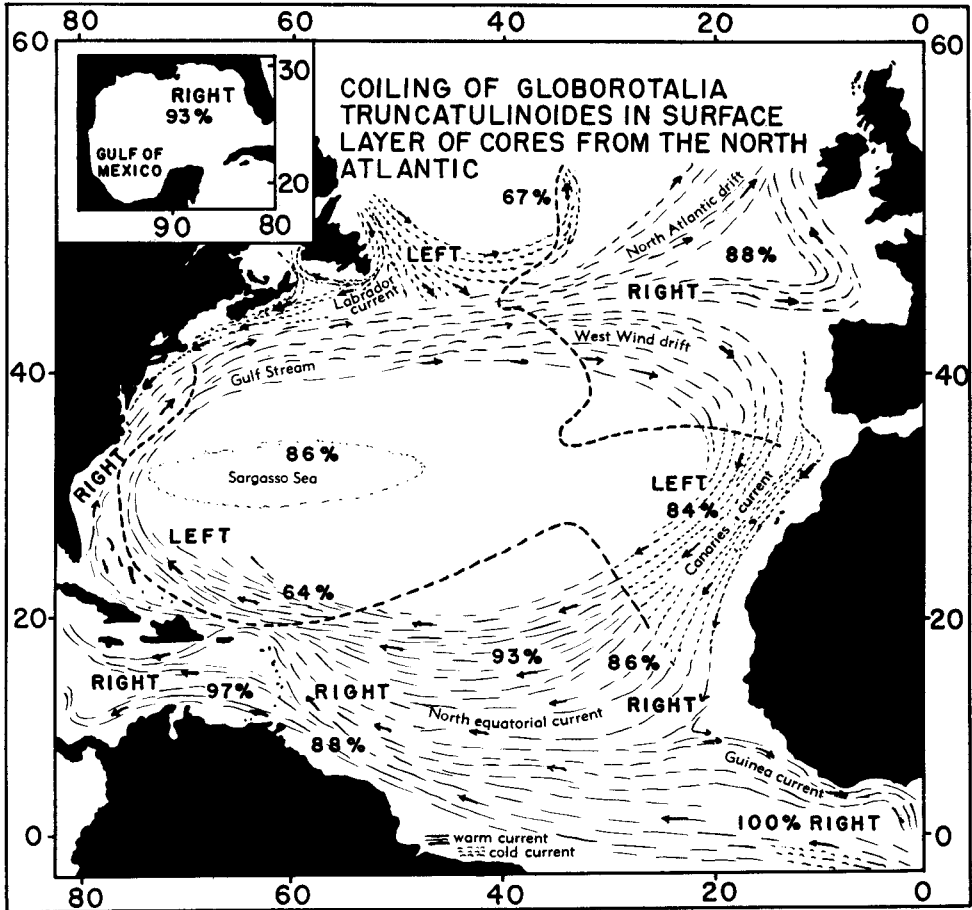 80 60 40 20 0
60 60
30
RIGHT
93%
GULF OF
MEXICO
20
90 80
COILING OF GLOBOROTALIA
TRUNCATULINOIDES IN SURFACE
LAYER OF CORES FROM THE NORTH
ATLANTIC
67%
North Atlantic drift
LEFT
88%
RIGHT
Labrador
current
West Wind drift
40 40
Gulf Stream
86%
Sargasso Sea
RIGHT
LEFT
84%
Canaries current
LEFT
64%
20 20
93%
86%
RIGHT
97%
RIGHT
RIGHT
North equatorial current
88%
Guinea current
100% RIGHT
0 0
warm current
cold current
80 60 40 20 0